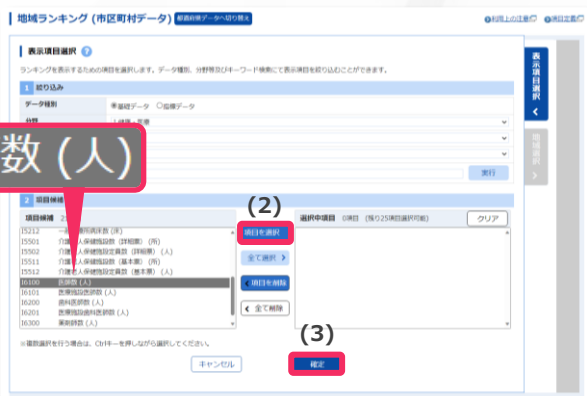 地域ランキング (市区町村データ) 都道府県データへ切り替え
利用上の注意 項目定義
表示項目選択
ランキングを表示するための項目を選択します。データ種別、分野等及びキーワード検索にて表示項目を絞り込むことができます。
1 絞り込み
データ種別 基礎データ 指標データ
分野
数 (人)
実行
2 項目候補
(2)
項目候補
選択中項目 0項目 (残り25項目選択可能) クリア
I5212
I5501 介護老人保健施設数 (詳細票) (所)
I5502 介護老人保健施設定員数 (詳細票) (人)
I5511 介護老人保健施設数 (基本票) (所)
I5512 介護老人保健施設定員数 (基本票) (人)
I6100 医師数 (人)
I6101 医療施設医師数 (人)
I6200 歯科医師数 (人)
I6201 医療施設歯科医師数 (人)
I6300 薬剤師数 (人)
項目を選択
全て選択
項目を削除
全て削除
(3)
※複数選択を行う場合は、Ctrlキーを押しながら選択してください。
キャンセル 確定
表示項目選択
地域選択